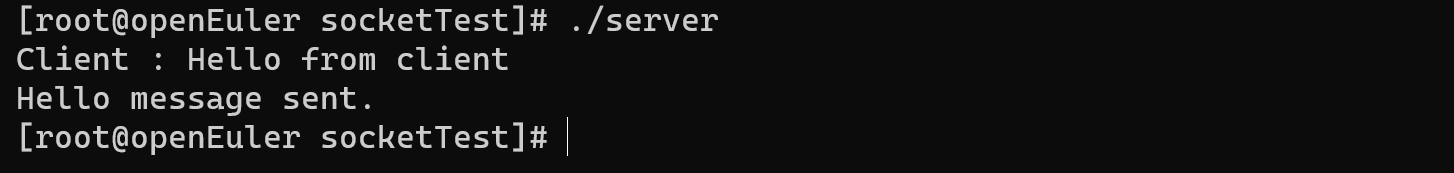 [root@openEuler socketTest]# ./server
Client : Hello from client
Hello message sent.
[root@openEuler socketTest]#